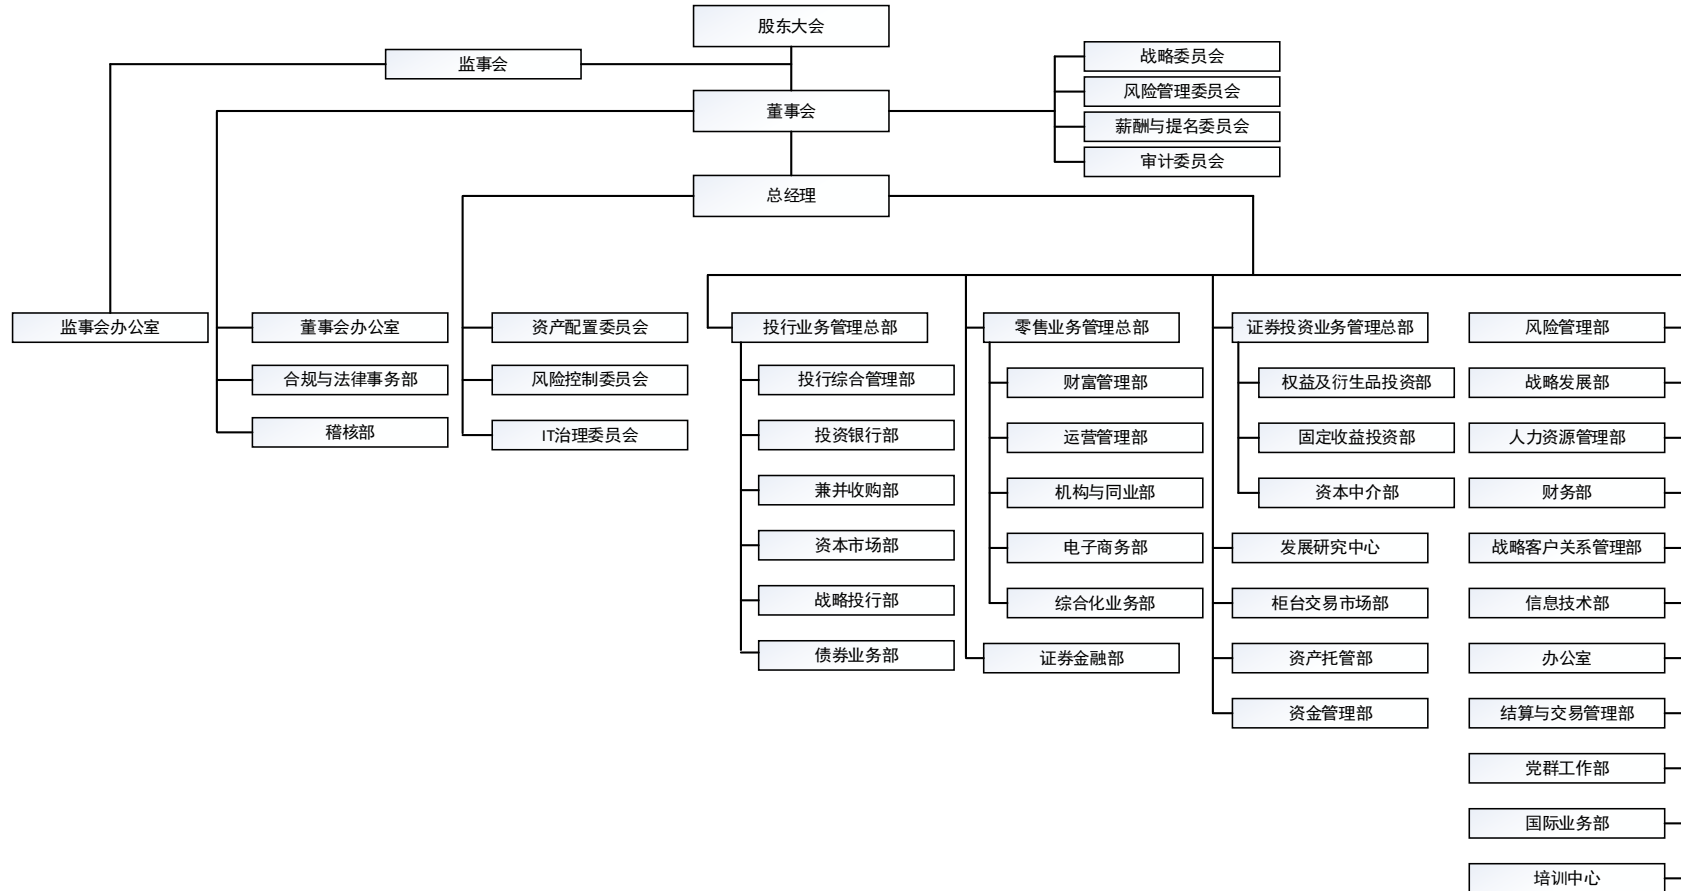 股东大会
监事会
董事会
战略委员会
风险管理委员会
薪酬与提名委员会
审计委员会
总经理
监事会办公室
董事会办公室
合规与法律事务部
稽核部
资产配置委员会
风险控制委员会
IT治理委员会
投行业务管理总部
投行综合管理部
投资银行部
兼并收购部
资本市场部
战略投行部
债券业务部
零售业务管理总部
财富管理部
运营管理部
机构与同业部
电子商务部
综合化业务部
证券金融部
证券投资业务管理总部
权益及衍生品投资部
固定收益投资部
资本中介部
发展研究中心
柜台交易市场部
资产托管部
资金管理部
风险管理部
战略发展部
人力资源管理部
财务部
战略客户关系管理部
信息技术部
办公室
结算与交易管理部
党群工作部
国际业务部
培训中心